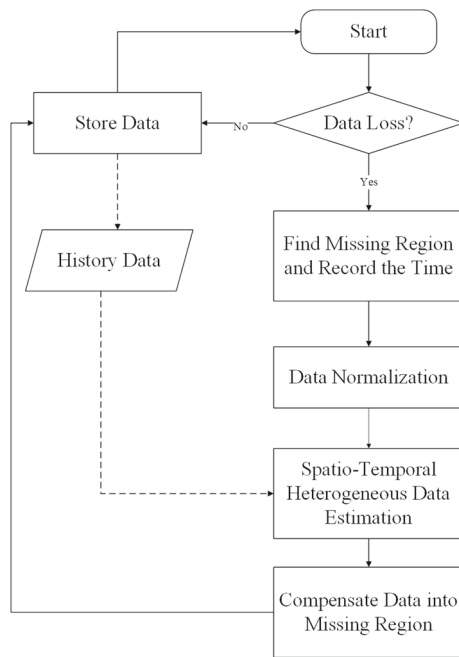 Start
Store Data
No
Data Loss?
Yes
History Data
Find Missing Region
and Record the Time
Data Normalization
Spatio-Temporal
Heterogeneous Data
Estimation
Compensate Data into
Missing Region